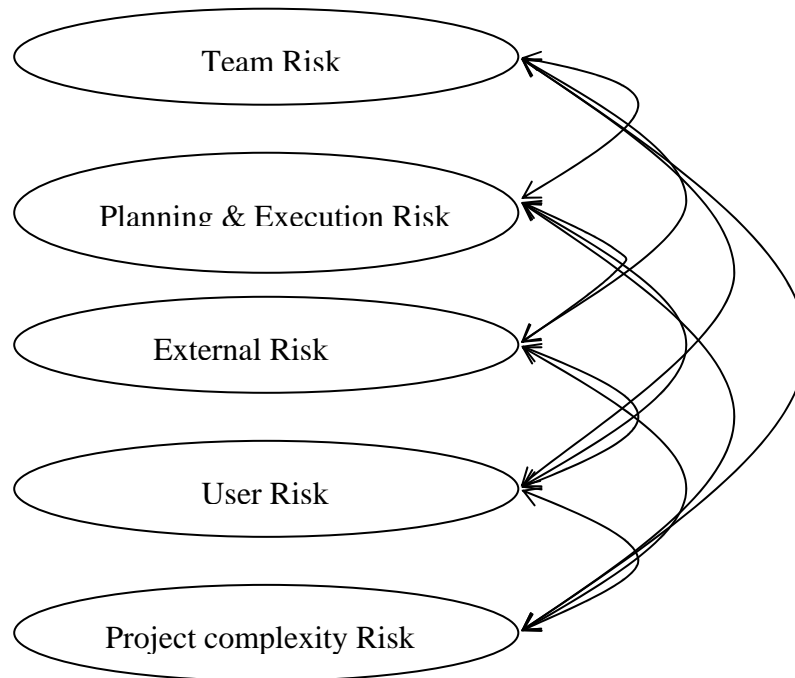 Team Risk
Planning & Execution Risk
External Risk
User Risk
Project complexity Risk